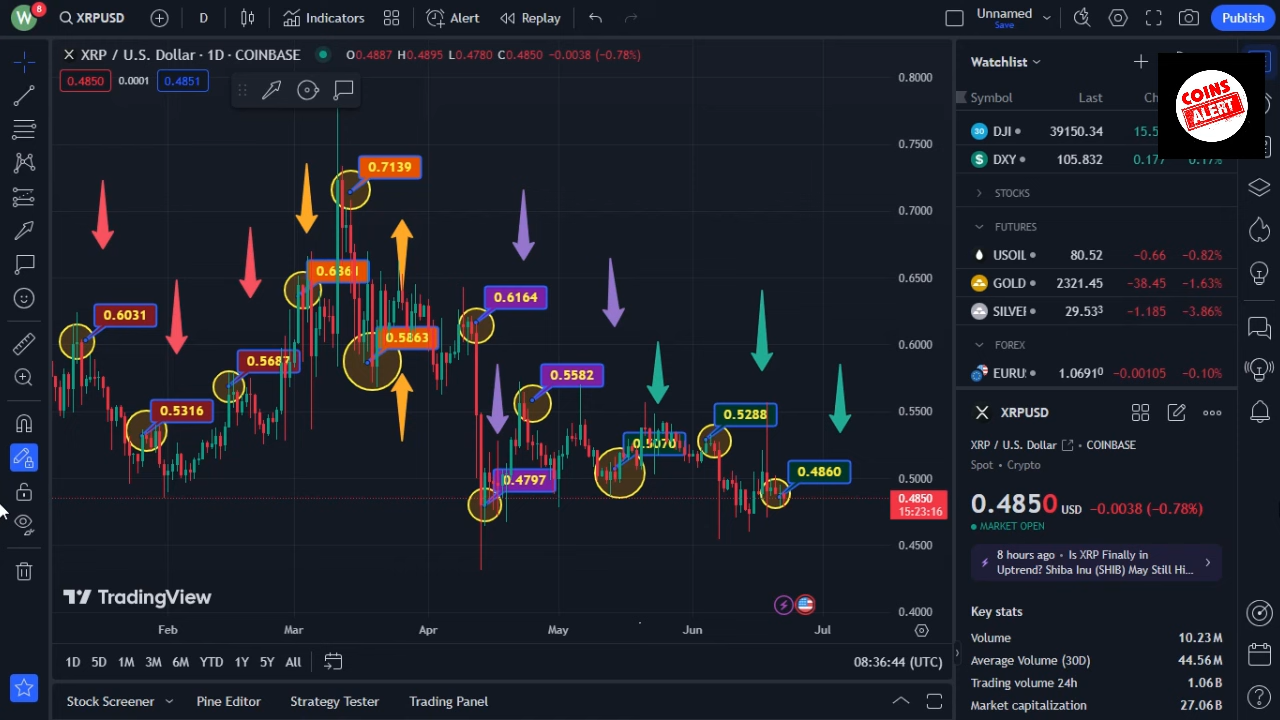 W 8 XRPUSD D Indicators Alert Replay Unnamed Save Publish
XRP / U.S. Dollar · 1D · COINBASE O0.4887 H0.4895 L0.4780 C0.4850 −0.0038 (−0.78%)
0.4850 0.0001 0.4851
0.8000
0.7500
0.7000
0.6500
0.6000
0.5500
0.5000
0.4850
15:23:16
0.4500
0.4000
0.6031
0.5316
0.5687
0.6361
0.7139
0.5863
0.6164
0.4797
0.5582
0.5070
0.5288
0.4860
TradingView
Feb Mar Apr May Jun Jul
1D 5D 1M 3M 6M YTD 1Y 5Y All 08:36:44 (UTC)
Stock Screener Pine Editor Strategy Tester Trading Panel
Watchlist
COINS
ALERT
Symbol Last
30 DJI 39150.34
$ DXY 105.832 0.177 0.17%
STOCKS
FUTURES
USOIL 80.52 −0.66 −0.82%
GOLD 2321.45 −38.45 −1.63%
29.533 −1.185 −3.86%
FOREX
1.06910 −0.00105 −0.10%
XRPUSD
XRP / U.S. Dollar COINBASE
Spot • Crypto
0.4850 USD −0.0038 (−0.78%)
MARKET OPEN
8 hours ago • Is XRP Finally in
Uptrend? Shiba Inu (SHIB) May Still Hi...
Key stats
Volume 10.23M
Average Volume (30D) 44.56M
Trading volume 24h 1.06B
Market capitalization 27.06B